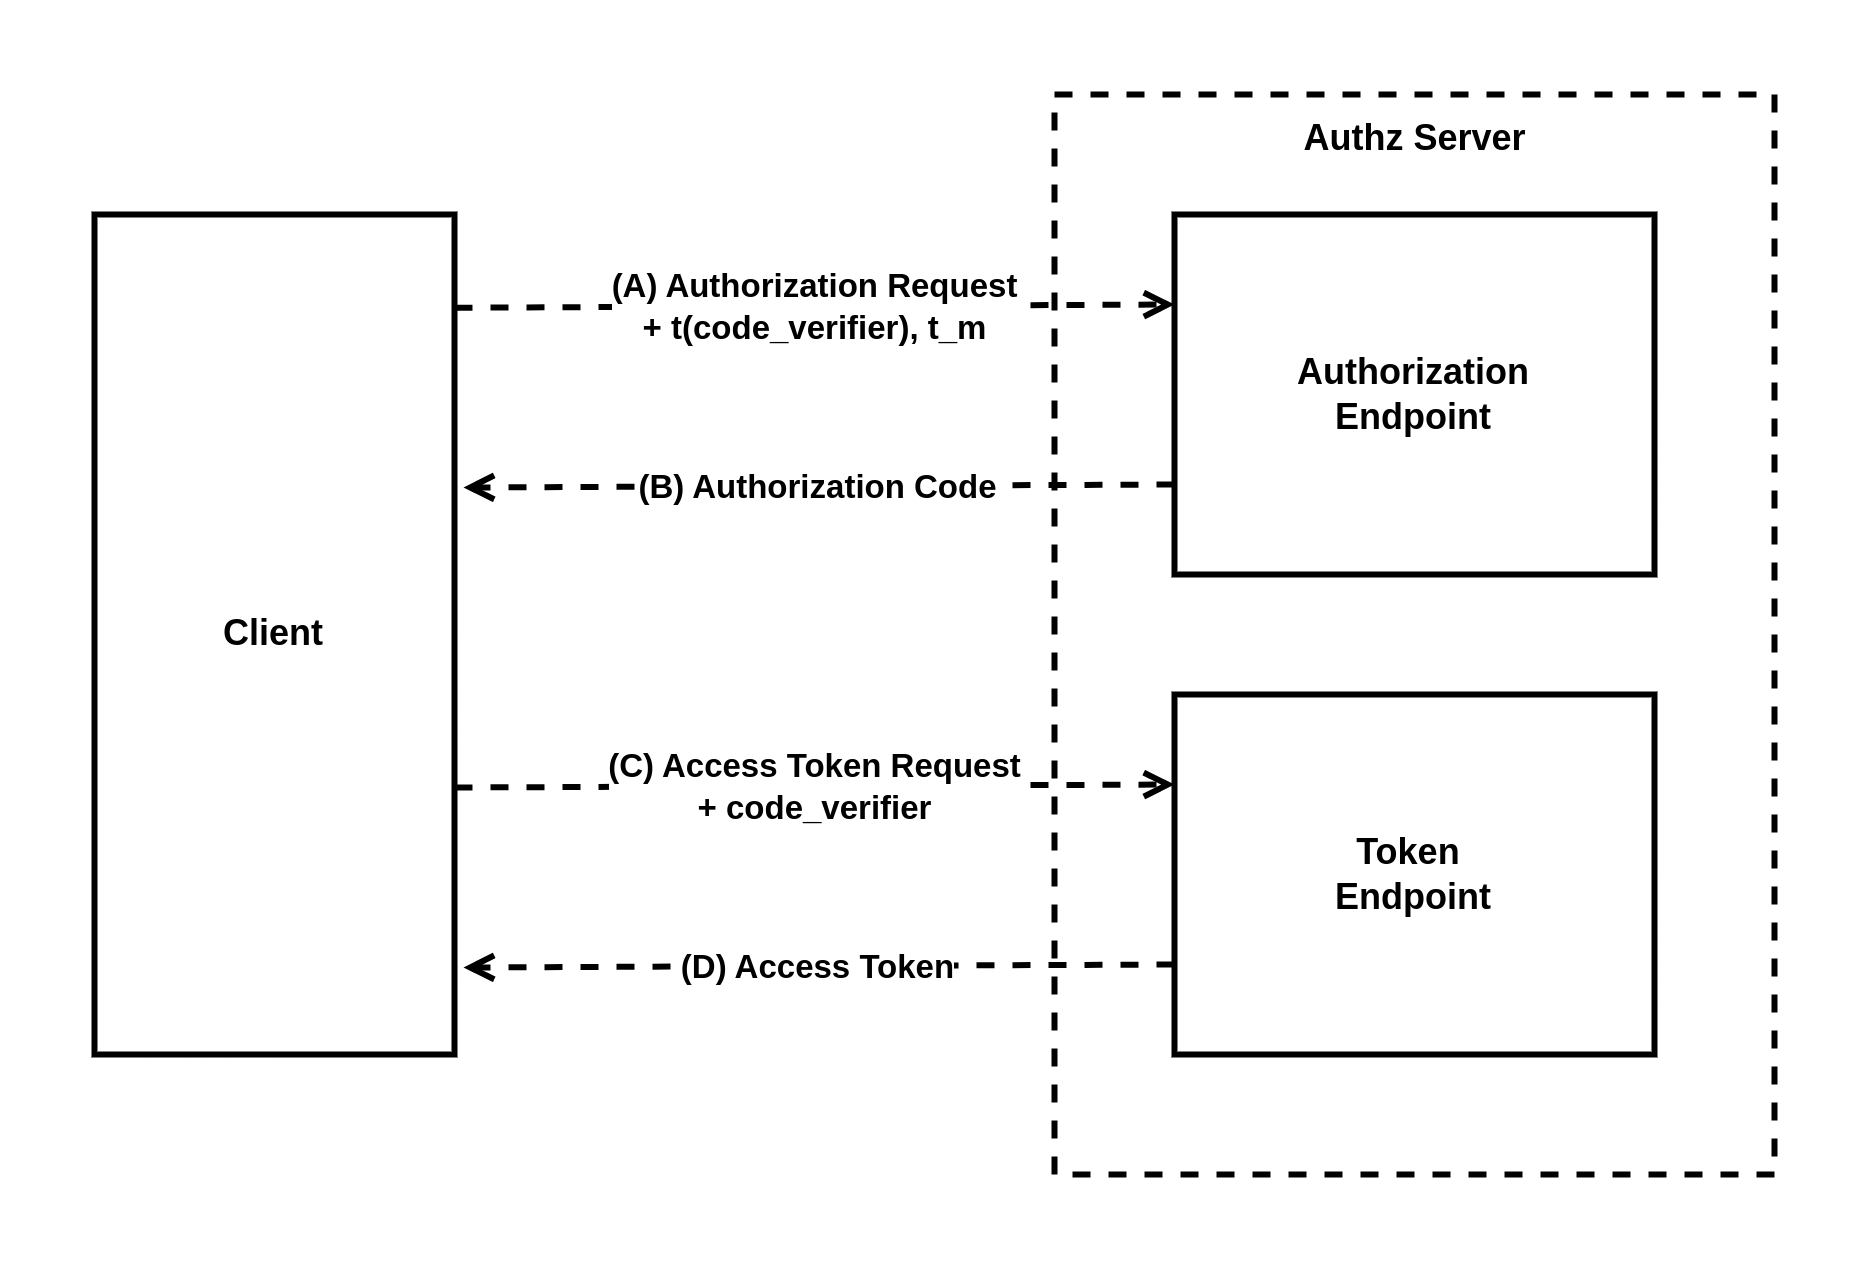 Authz Server
(A) Authorization Request
+ t(code_verifier), t_m
Authorization
Endpoint
(B) Authorization Code
Client
(C) Access Token Request
+ code_verifier
Token
Endpoint
(D) Access Token